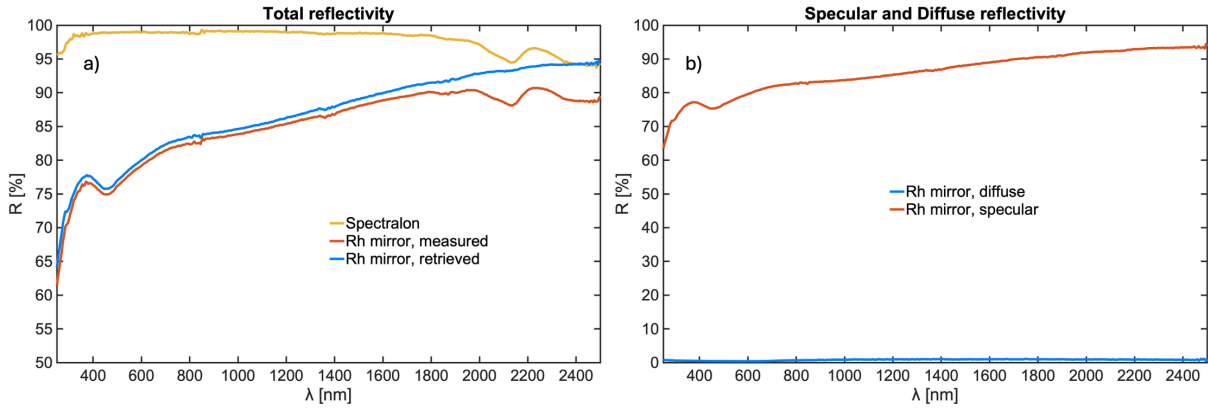 Total reflectivity
100
95
90
85
80
75
70
65
60
55
50
R [%]
a)
Spectralon
Rh mirror, measured
Rh mirror, retrieved
400 600 800 1000 1200 1400 1600 1800 2000 2200 2400
λ [nm]
Specular and Diffuse reflectivity
100
90
80
70
60
50
40
30
20
10
0
R [%]
b)
Rh mirror, diffuse
Rh mirror, specular
400 600 800 1000 1200 1400 1600 1800 2000 2200 2400
λ [nm]